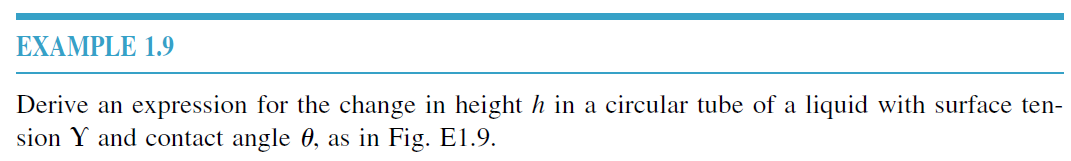 EXAMPLE 1.9
Derive an expression for the change in height h in a circular tube of a liquid with surface ten-
sion Υ and contact angle θ, as in Fig. E1.9.